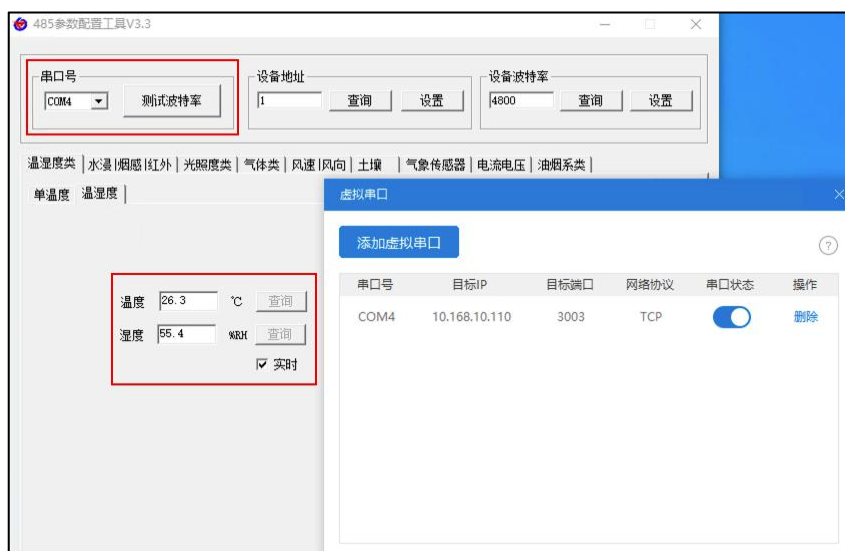 485参数配置工具V3.3
串口号
COM4
测试波特率
设备地址
1
查询
设置
设备波特率
4800
查询
设置
温湿度类 水浸|烟感|红外 光照度类 气体类 风速|风向 土壤 气象传感器 电流电压 油烟系类
单温度 温湿度
温度 26.3 ℃ 查询
湿度 55.4 %RH 查询
实时
虚拟串口
添加虚拟串口
?
串口号 目标IP 目标端口 网络协议 串口状态 操作
COM4 10.168.10.110 3003 TCP 删除